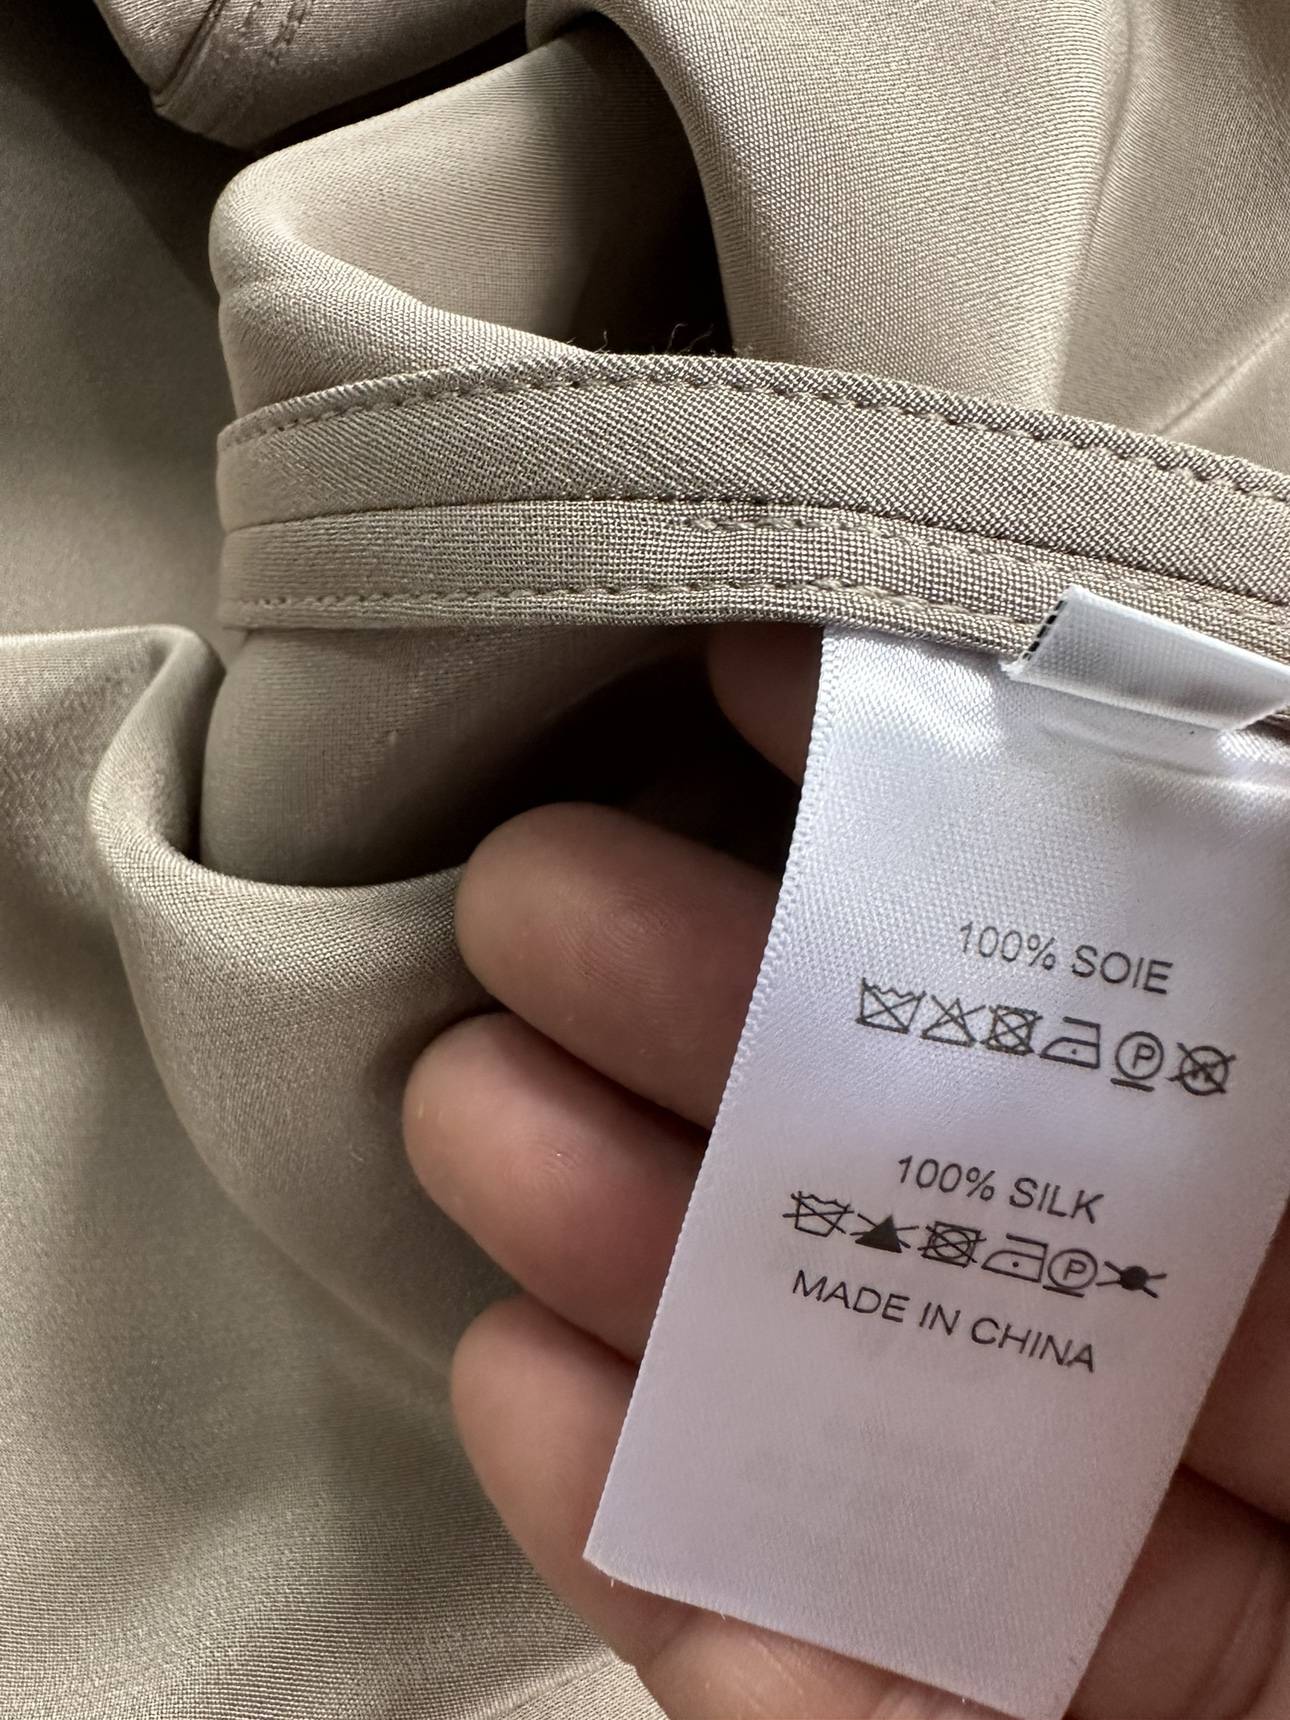 100% SOIE
P
100% SILK
P
MADE IN CHINA